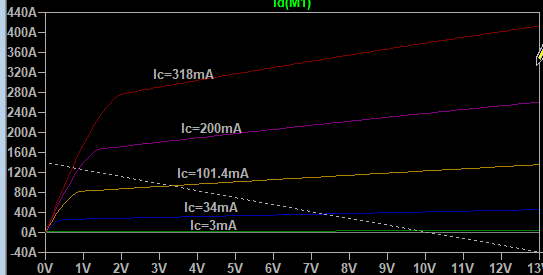 Id(M1)
440A
400A
360A
320A
280A
240A
200A
160A
120A
80A
40A
0A
-40A
Ic=318mA
Ic=200mA
Ic=101.4mA
Ic=34mA
Ic=3mA
0V 1V 2V 3V 4V 5V 6V 7V 8V 9V 10V 11V 12V 13V